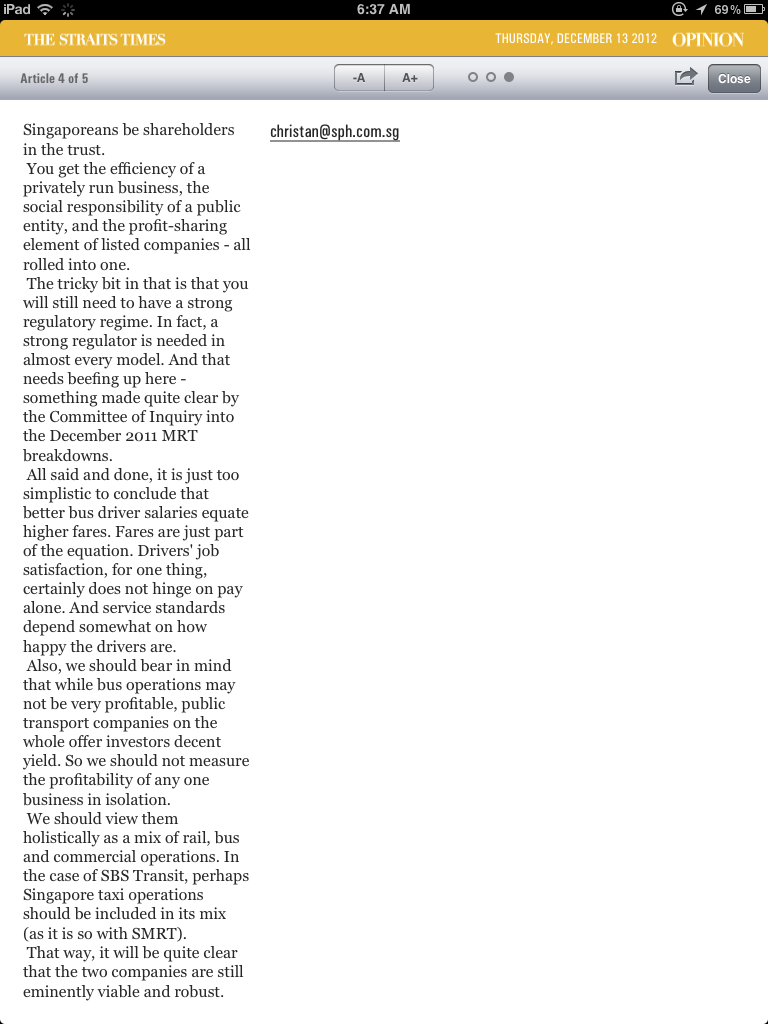 iPad
6:37 AM
69%
THE STRAITS TIMES
THURSDAY, DECEMBER 13 2012
OPINION
Article 4 of 5
-A
A+
Close
Singaporeans be shareholders
in the trust.
You get the efficiency of a
privately run business, the
social responsibility of a public
entity, and the profit-sharing
element of listed companies - all
rolled into one.
The tricky bit in that is that you
will still need to have a strong
regulatory regime. In fact, a
strong regulator is needed in
almost every model. And that
needs beefing up here -
something made quite clear by
the Committee of Inquiry into
the December 2011 MRT
breakdowns.
All said and done, it is just too
simplistic to conclude that
better bus driver salaries equate
higher fares. Fares are just part
of the equation. Drivers' job
satisfaction, for one thing,
certainly does not hinge on pay
alone. And service standards
depend somewhat on how
happy the drivers are.
Also, we should bear in mind
that while bus operations may
not be very profitable, public
transport companies on the
whole offer investors decent
yield. So we should not measure
the profitability of any one
business in isolation.
We should view them
holistically as a mix of rail, bus
and commercial operations. In
the case of SBS Transit, perhaps
Singapore taxi operations
should be included in its mix
(as it is so with SMRT).
That way, it will be quite clear
that the two companies are still
eminently viable and robust.
christan@sph.com.sg